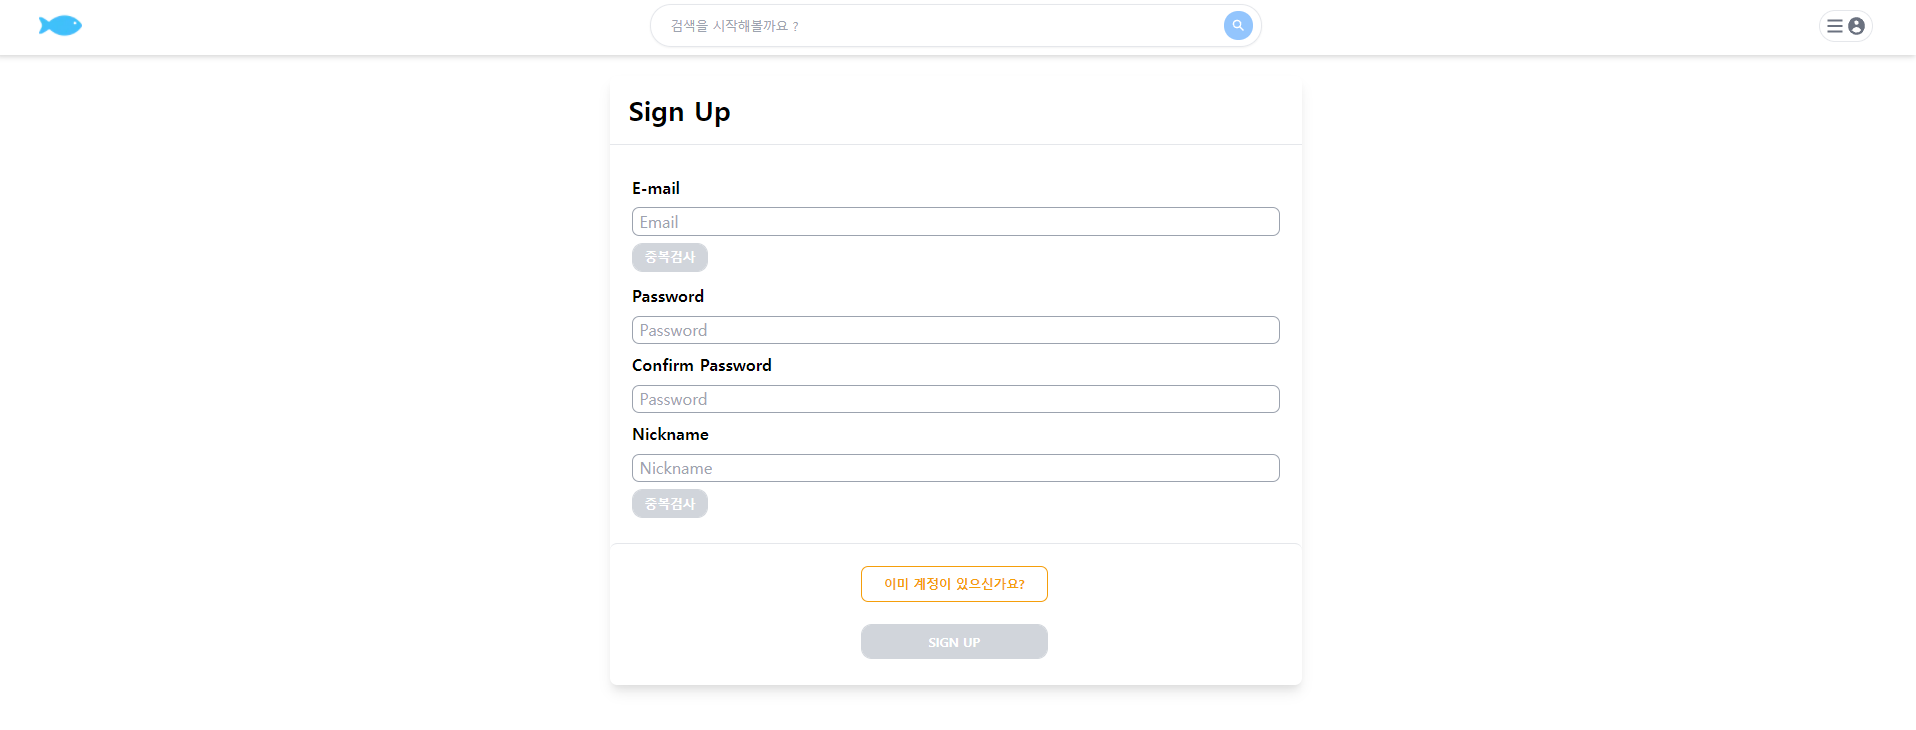 검색을 시작해볼까요 ?
Sign Up
E-mail
Email
중복검사
Password
Password
Confirm Password
Password
Nickname
Nickname
중복검사
이미 계정이 있으신가요?
SIGN UP